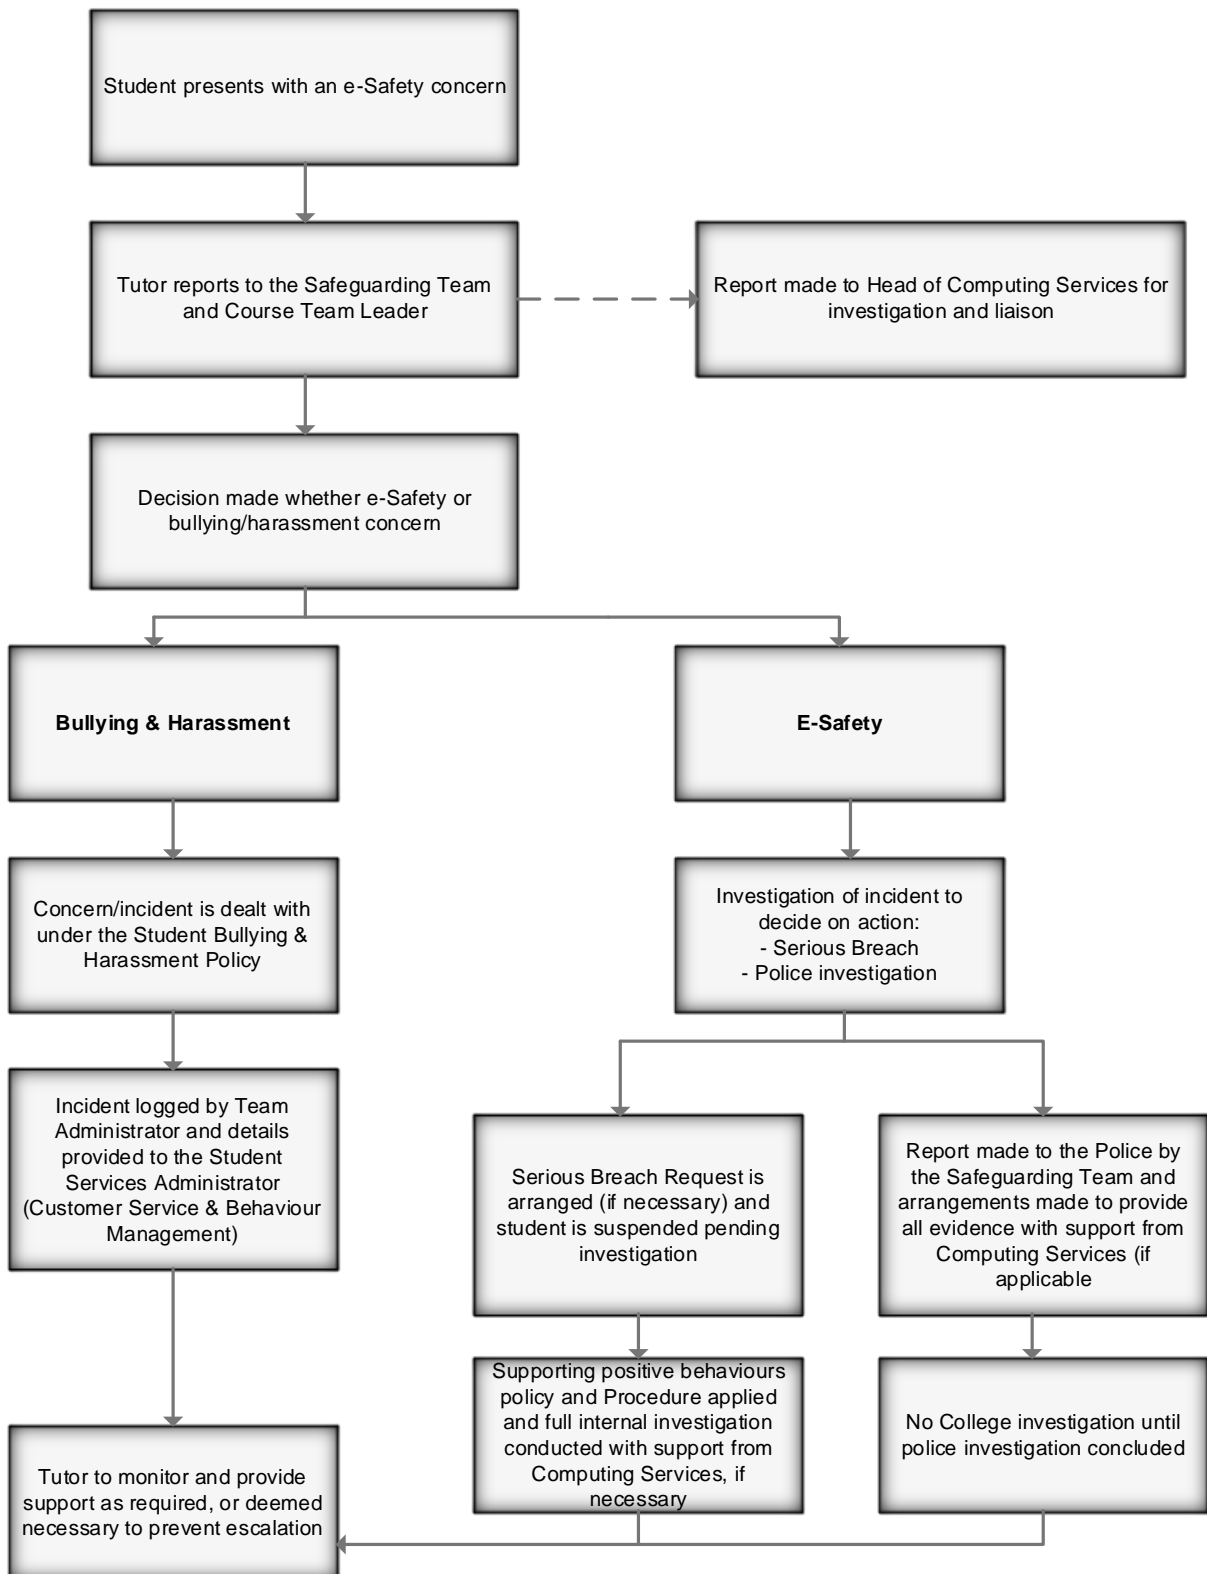 Student presents with an e-Safety concern
Tutor reports to the Safeguarding Team
and Course Team Leader
Report made to Head of Computing Services for
investigation and liaison
Decision made whether e-Safety or
bullying/harassment concern
Bullying & Harassment
E-Safety
Concern/incident is dealt with
under the Student Bullying &
Harassment Policy
Investigation of incident to
decide on action:
- Serious Breach
- Police investigation
Incident logged by Team
Administrator and details
provided to the Student
Services Administrator
(Customer Service & Behaviour
Management)
Serious Breach Request is
arranged (if necessary) and
student is suspended pending
investigation
Report made to the Police by
the Safeguarding Team and
arrangements made to provide
all evidence with support from
Computing Services (if
applicable
Supporting positive behaviours
policy and Procedure applied
and full internal investigation
conducted with support from
Computing Services, if
necessary
No College investigation until
police investigation concluded
Tutor to monitor and provide
support as required, or deemed
necessary to prevent escalation